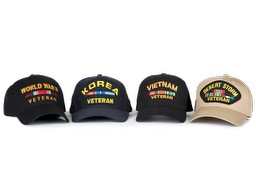 WORLD WAR II
VETERAN
KOREA
VETERAN
VIETNAM
VETERAN
DESERT STORM
VETERAN